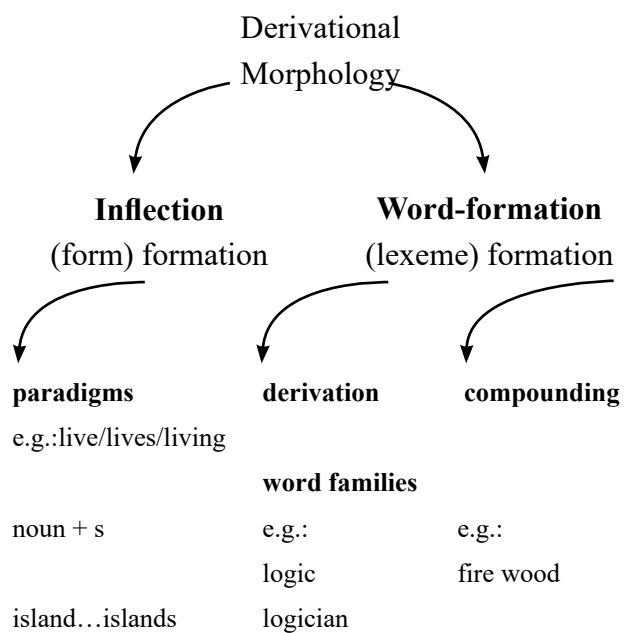 Derivational
Morphology
Inflection
(form) formation
Word-formation
(lexeme) formation
paradigms
e.g.:live/lives/living
noun + s
island…islands
derivation
word families
e.g.:
logic
logician
compounding
e.g.:
fire wood